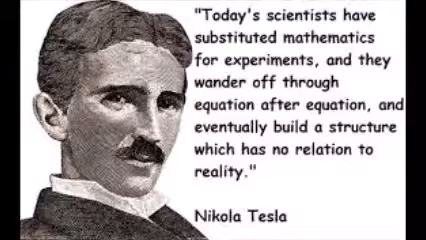 "Today's scientists have
substituted mathematics
for experiments, and they
wander off through
equation after equation, and
eventually build a structure
which has no relation to
reality."
Nikola Tesla